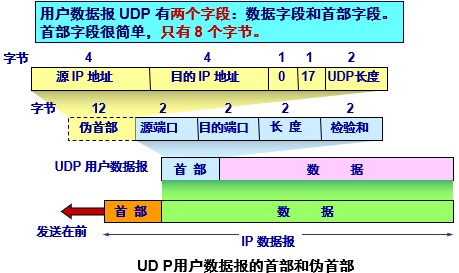 用户数据报 UDP 有两个字段：数据字段和首部字段。
首部字段很简单，只有 8 个字节。
字节 4 4 1 1 2
源 IP 地址 目的 IP 地址 0 17 UDP长度
字节 12 2 2 2 2
伪首部 源端口 目的端口 长 度 检验和
UDP 用户数据报 首 部 数 据
首 部 数 据
发送在前
IP 数据报
UD P用户数据报的首部和伪首部